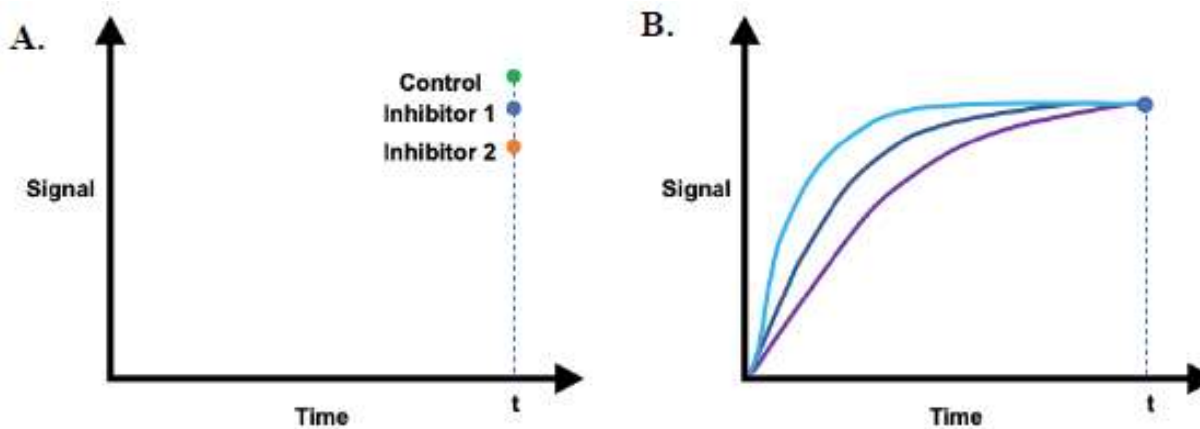 A.
Control
Inhibitor 1
Inhibitor 2
Signal
Time
t
B.
Signal
Time
t